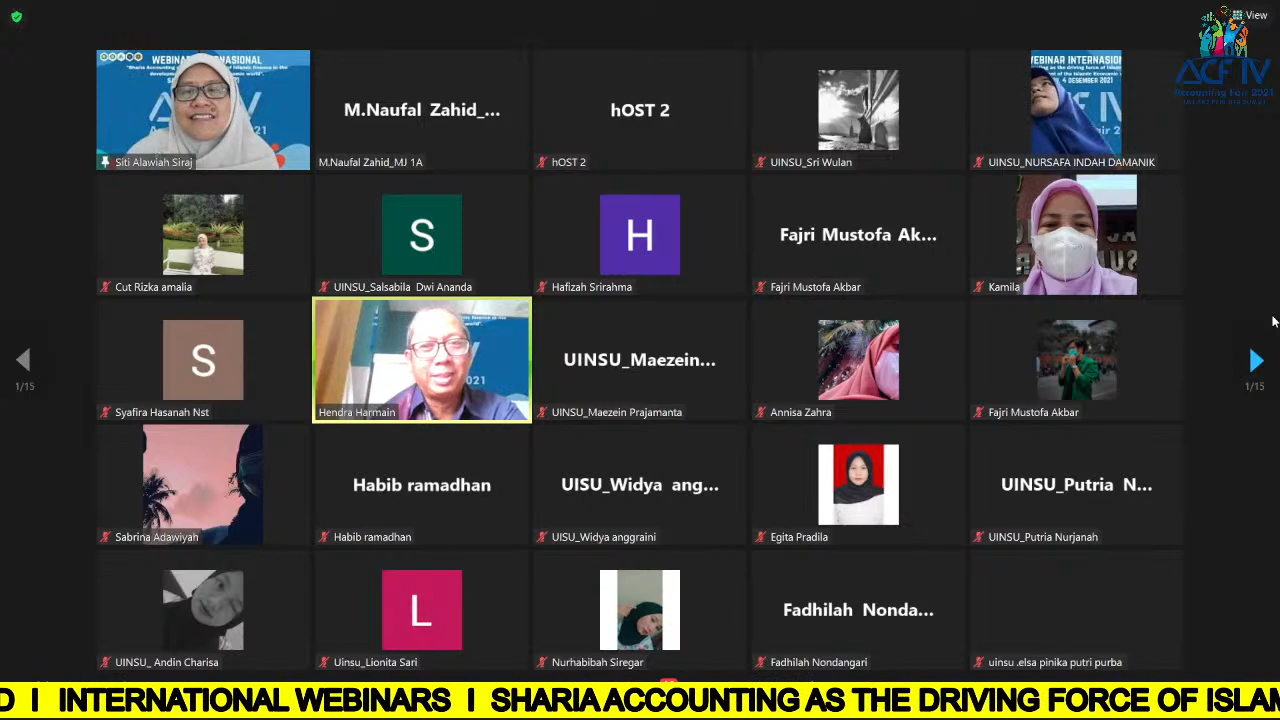 View
WEBINAR INTERNASIONAL
M.Naufal Zahid_...
hOST 2
WEBINAR INTERNASI
4 DESEMBER 2021
ACF IV
Accounting Fair 2021
Siti Alawiah Siraj
M.Naufal Zahid_MJ 1A
hOST 2
UINSU_Sri Wulan
UINSU_NURSAFA INDAH DAMANIK
S
H
Fajri Mustofa Ak...
Cut Rizka amalia
UINSU_Salsabila Dwi Ananda
Hafizah Srirahma
Fajri Mustofa Akbar
Kamila
S
UINSU_Maezein...
1/15
1/15
Syafira Hasanah Nst
Hendra Harmain
UINSU_Maezein Prajamanta
Annisa Zahra
Fajri Mustofa Akbar
Habib ramadhan
UISU_Widya ang...
UINSU_Putria N...
Sabrina Adawiyah
Habib ramadhan
UISU_Widya anggraini
Egita Pradila
UINSU_Putria Nurjanah
L
Fadhilah Nonda...
UINSU_ Andin Charisa
Uinsu_Lionita Sari
Nurhabibah Siregar
Fadhilah Nondangari
uinsu .elsa pinika putri purba
D I INTERNATIONAL WEBINARS I SHARIA ACCOUNTING AS THE DRIVING FORCE OF ISLAM